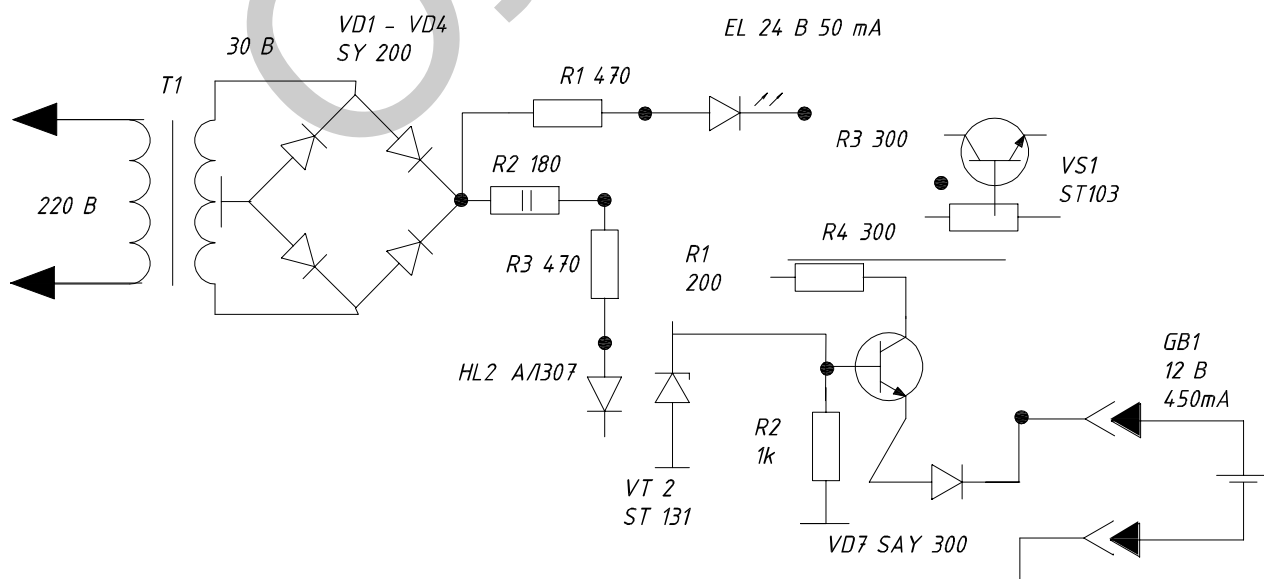 VD1 - VD4
SY 200
EL 24 В 50 mA
30 В
T1
R1 470
R3 300
R2 180
VS1
ST103
220 В
R4 300
R3 470
R1
200
GB1
12 В
450mA
HL2 АЛ307
R2
1k
VT 2
ST 131
VD7 SAY 300